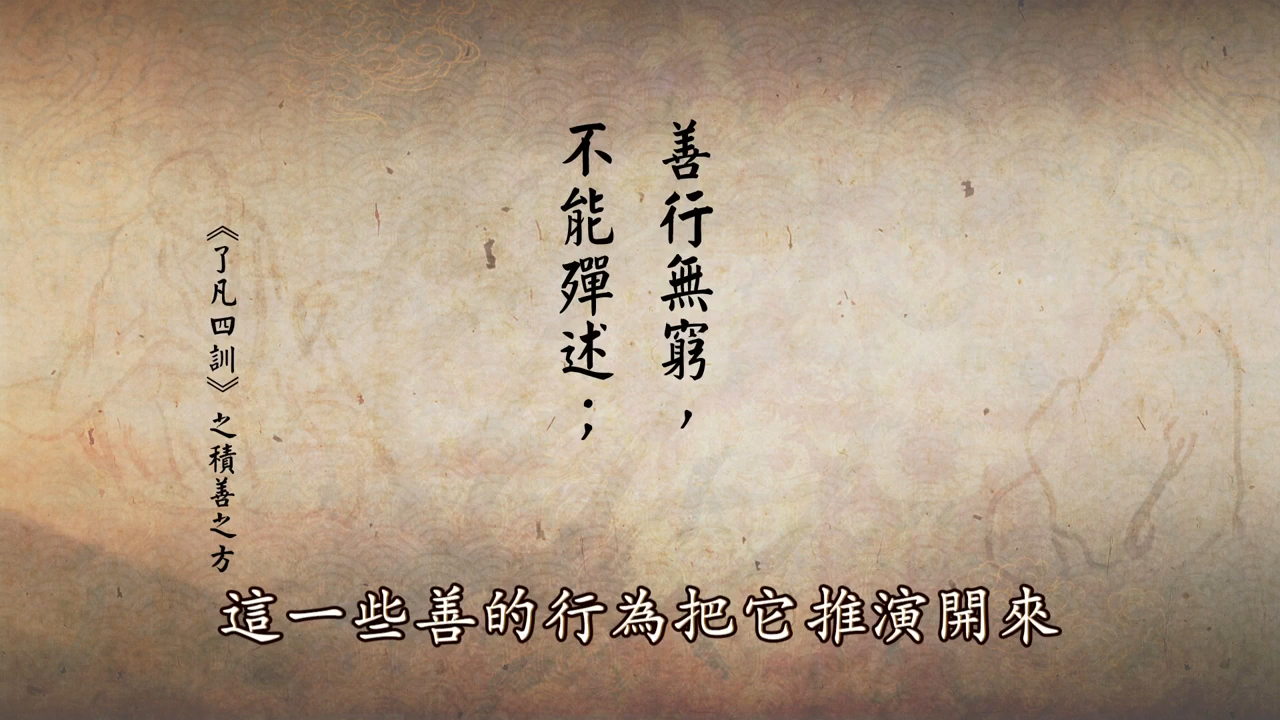 善行無窮，
不能殫述；
《了凡四訓》之積善之方
這一些善的行為把它推演開來